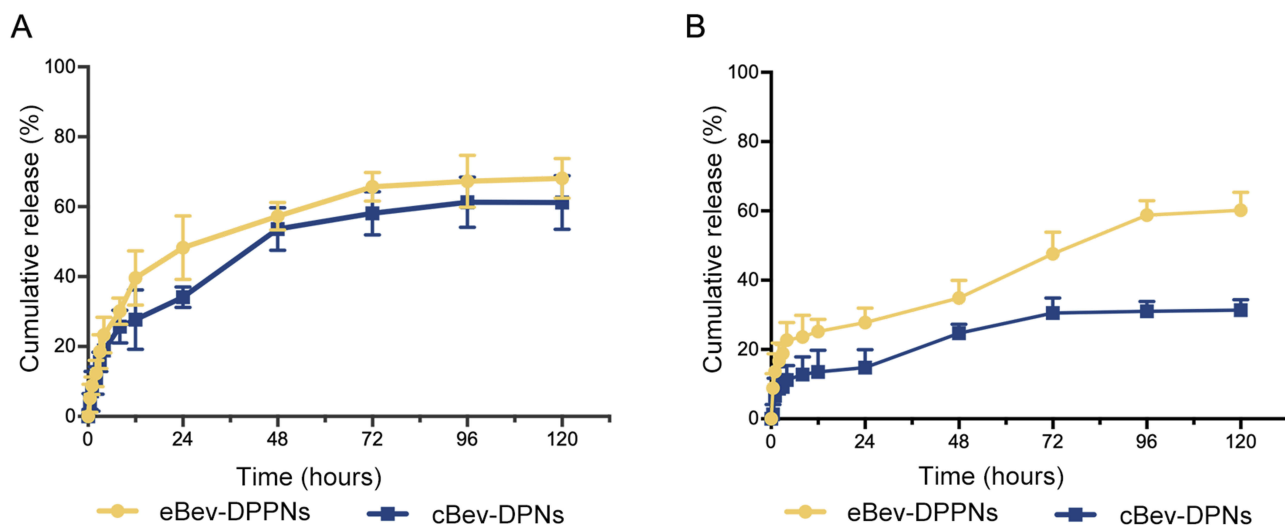 A
Cumulative release (%)
100
80
60
40
20
0
0 24 48 72 96 120
Time (hours)
eBev-DPPNs cBev-DPNs
B
Cumulative release (%)
100
80
60
40
20
0
0 24 48 72 96 120
Time (hours)
eBev-DPPNs cBev-DPNs